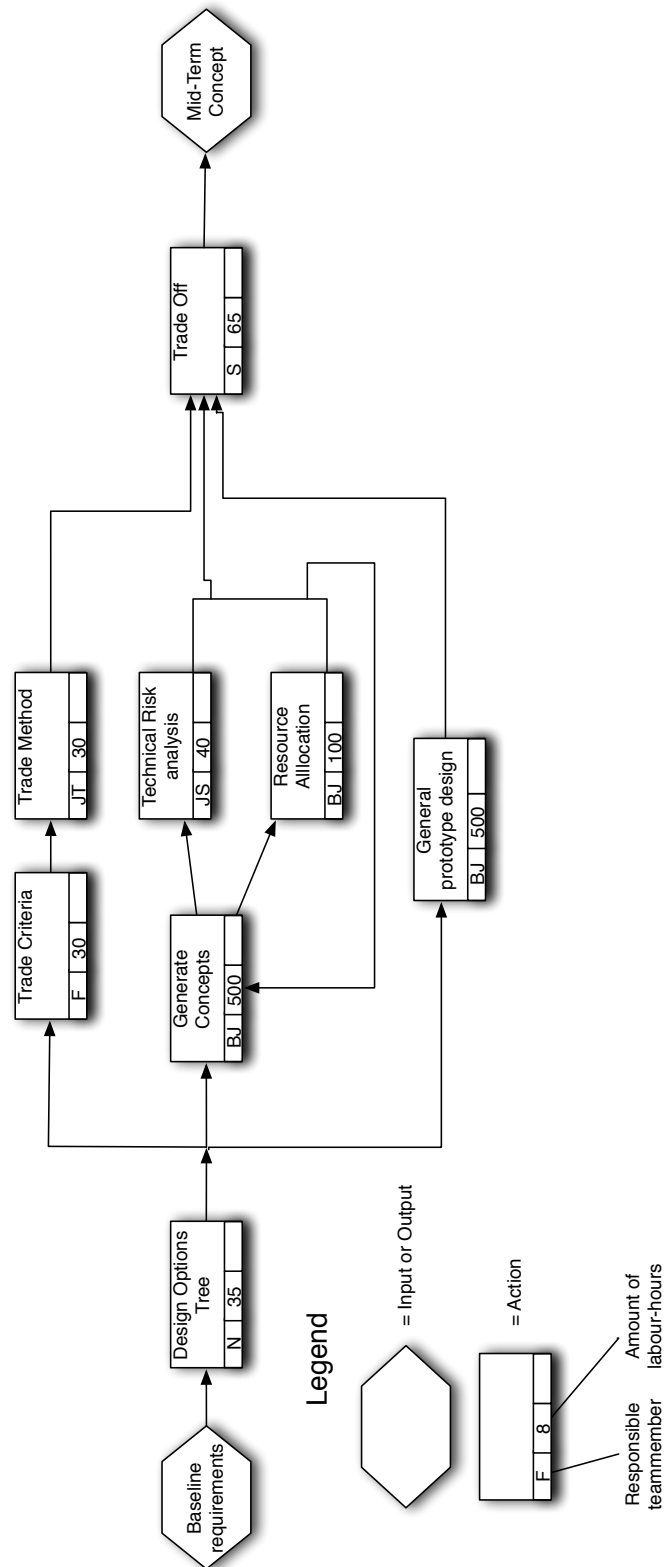 Baseline
requirements
Design Options
Tree
N 35
Trade Criteria
F 30
Trade Method
JT 30
Generate
Concepts
BJ 500
Technical Risk
analysis
JS 40
Resource
Alllocation
BJ 100
General
prototype design
BJ 500
Trade Off
S 65
Mid-Term
Concept
Legend
= Input or Output
= Action
F 8
Responsible
teammember
Amount of
labour-hours